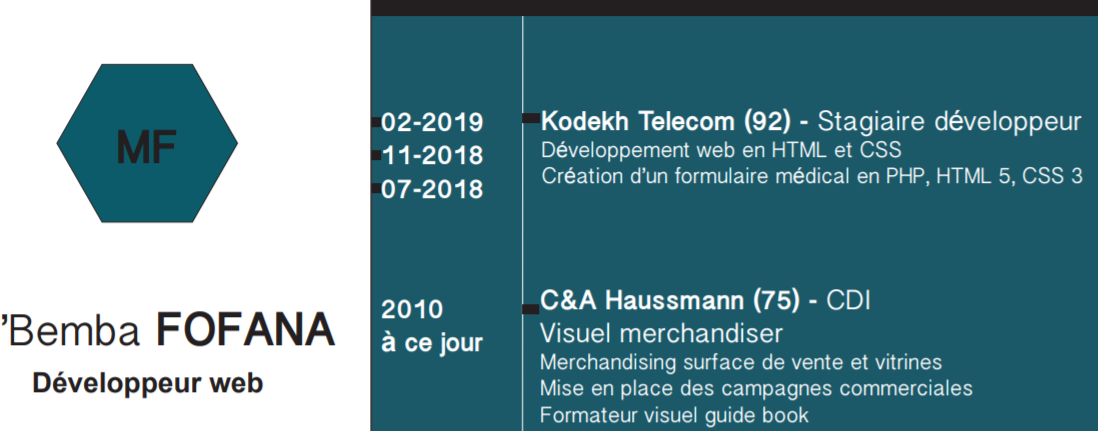 MF
'Bemba FOFANA
Développeur web
02-2019
11-2018
07-2018
Kodekh Telecom (92) - Stagiaire développeur
Développement web en HTML et CSS
Création d'un formulaire médical en PHP, HTML 5, CSS 3
2010
à ce jour
C&A Haussmann (75) - CDI
Visuel merchandiser
Merchandising surface de vente et vitrines
Mise en place des campagnes commerciales
Formateur visuel guide book